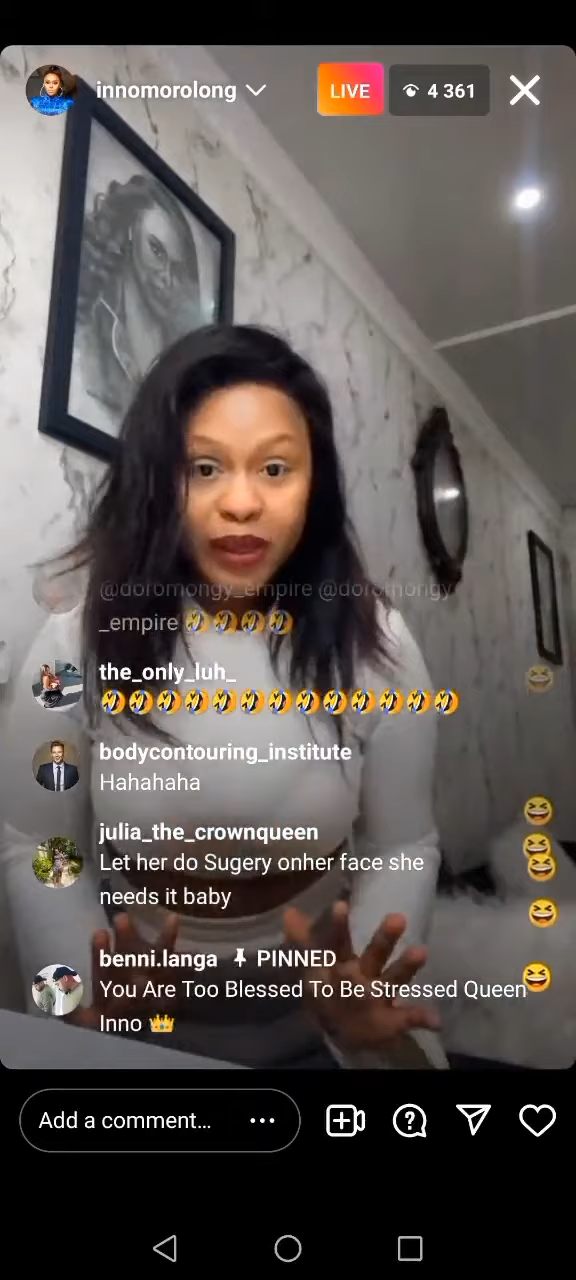 innomorolong
LIVE
4 361
@doromongy_empire @doromongy
_empire 🤣🤣🤣🤣
the_only_luh_
🤣🤣🤣🤣🤣🤣🤣🤣🤣🤣🤣🤣🤣
bodycontouring_institute
Hahahaha
julia_the_crownqueen
Let her do Sugery onher face she
needs it baby
benni.langa PINNED
You Are Too Blessed To Be Stressed Queen
Inno 👑
Add a comment...